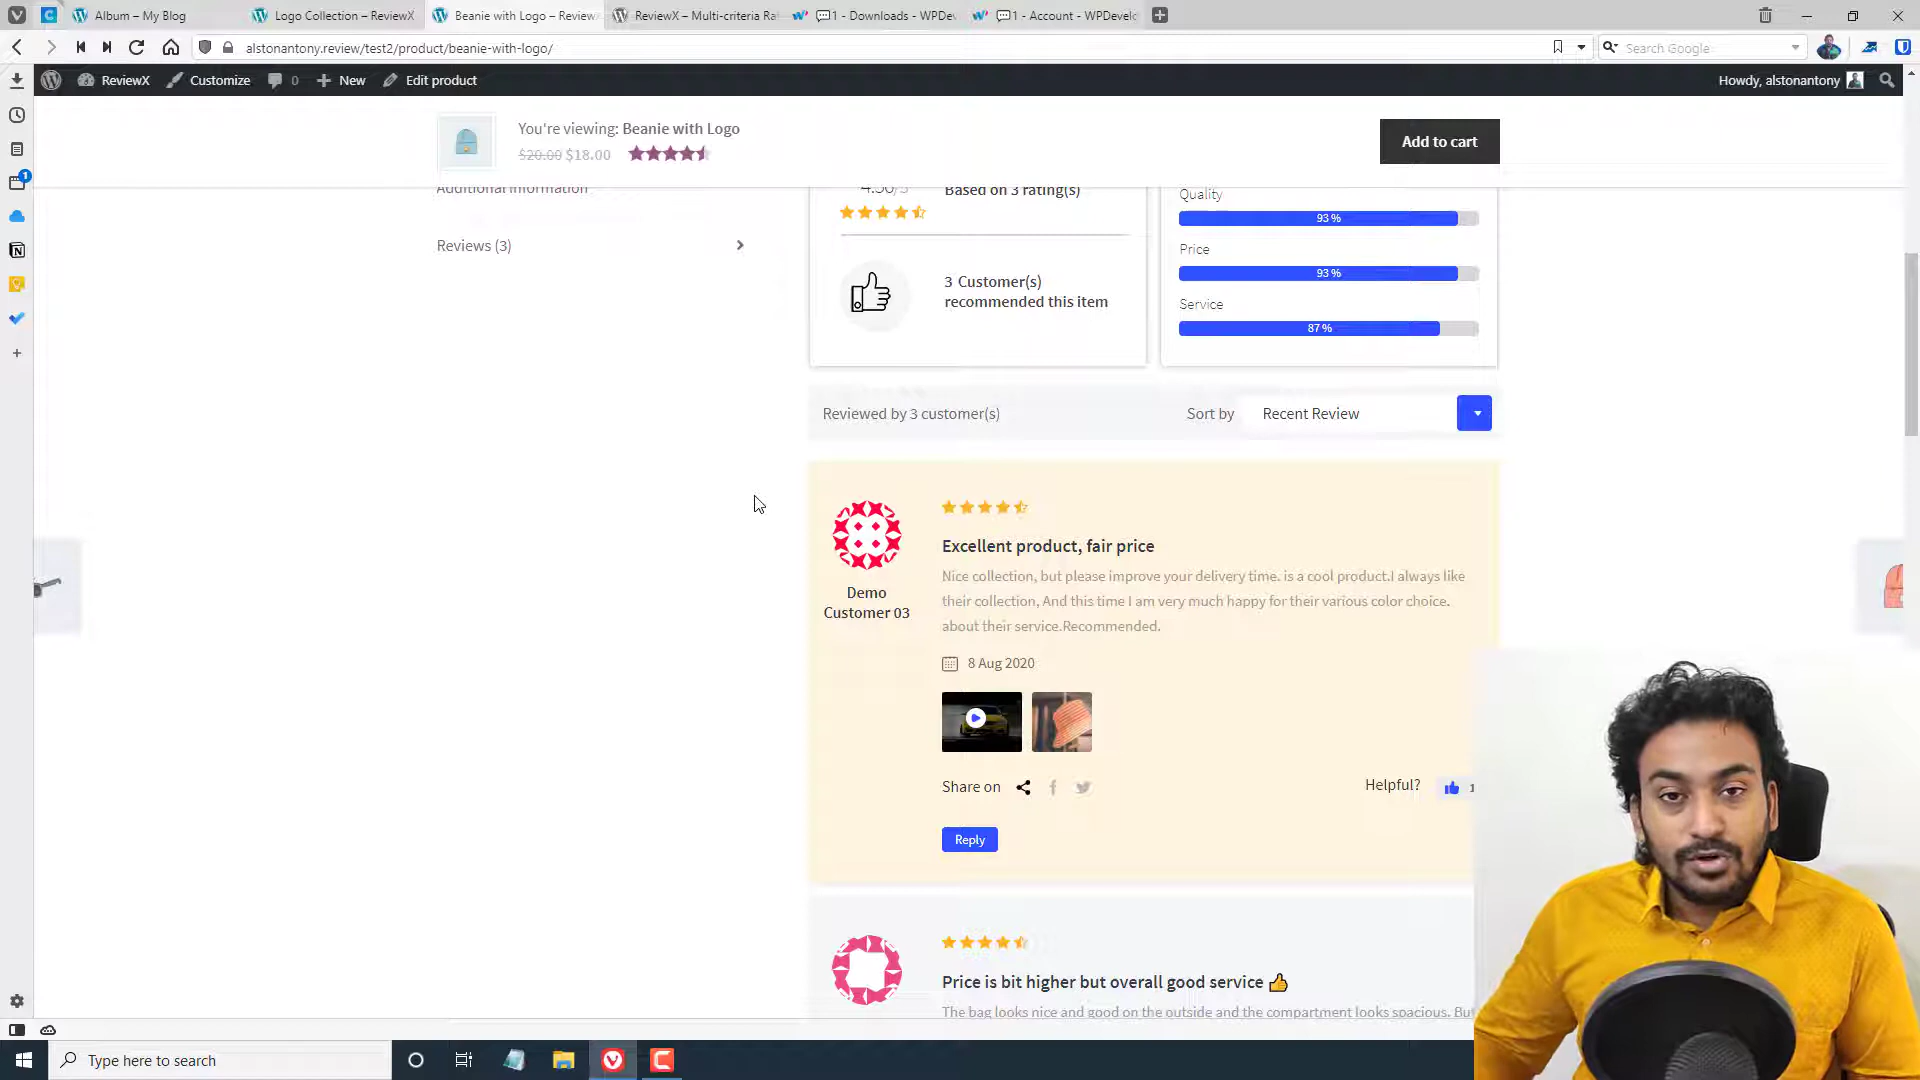 Album – My Blog
Logo Collection – ReviewX
Beanie with Logo – Review
ReviewX – Multi-criteria Ra
1 - Downloads - WPDe
1 - Account - WPDevelo
alstonantony.review/test2/product/beanie-with-logo/
Search Google
ReviewX
Customize
0
New
Edit product
Howdy, alstonantony
You're viewing: Beanie with Logo
$20.00 $18.00
Add to cart
Additional information
Reviews (3)
Based on 3 rating(s)
3 Customer(s)
recommended this item
Quality
93 %
Price
93 %
Service
87 %
Reviewed by 3 customer(s)
Sort by
Recent Review
Demo
Customer 03
Excellent product, fair price
Nice collection, but please improve your delivery time. is a cool product.I always like
their collection, And this time I am very much happy for their various color choice.
about their service.Recommended.
8 Aug 2020
Share on
Helpful?
1
Reply
Price is bit higher but overall good service 👍
The bag looks nice and good on the outside and the compartment looks spacious. But
1
Type here to search